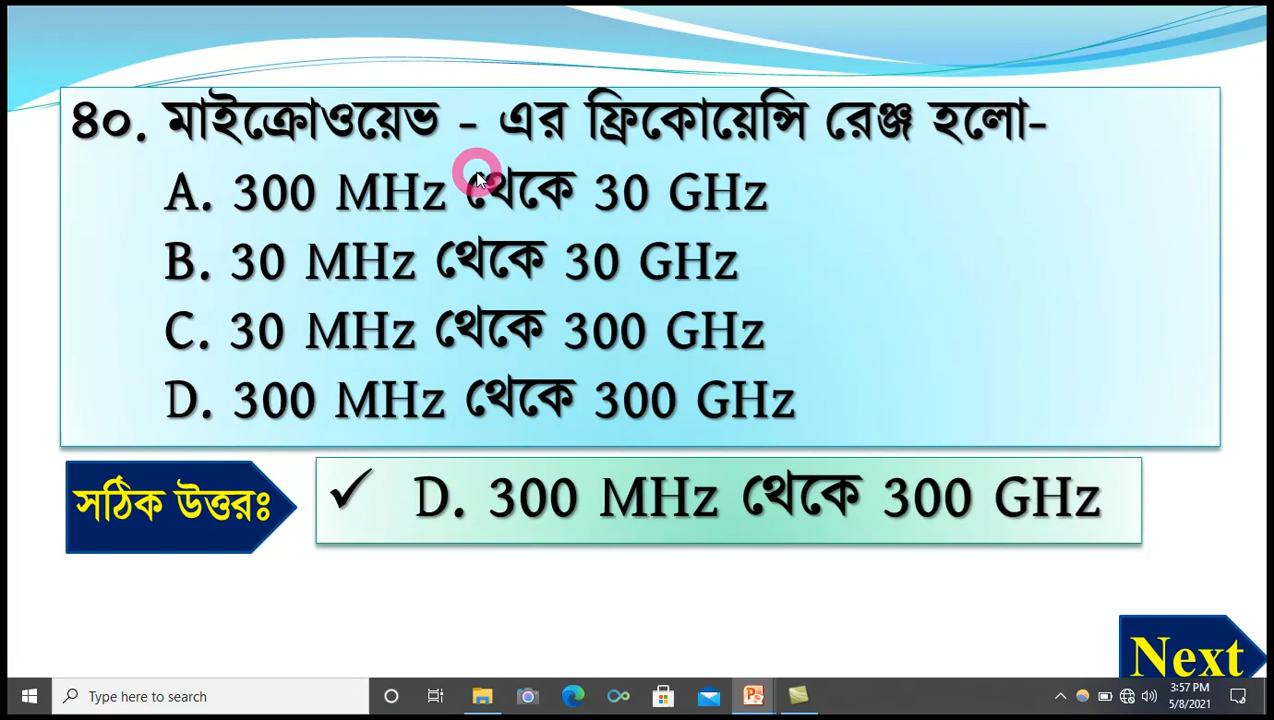 ৪০. মাইক্রোওয়েভ - এর ফ্রিকোয়েন্সি রেঞ্জ হলো-
A. 300 MHz থেকে 30 GHz
B. 30 MHz থেকে 30 GHz
C. 30 MHz থেকে 300 GHz
D. 300 MHz থেকে 300 GHz
সঠিক উত্তরঃ
✓ D. 300 MHz থেকে 300 GHz
Next
Type here to search
3:57 PM
5/8/2021